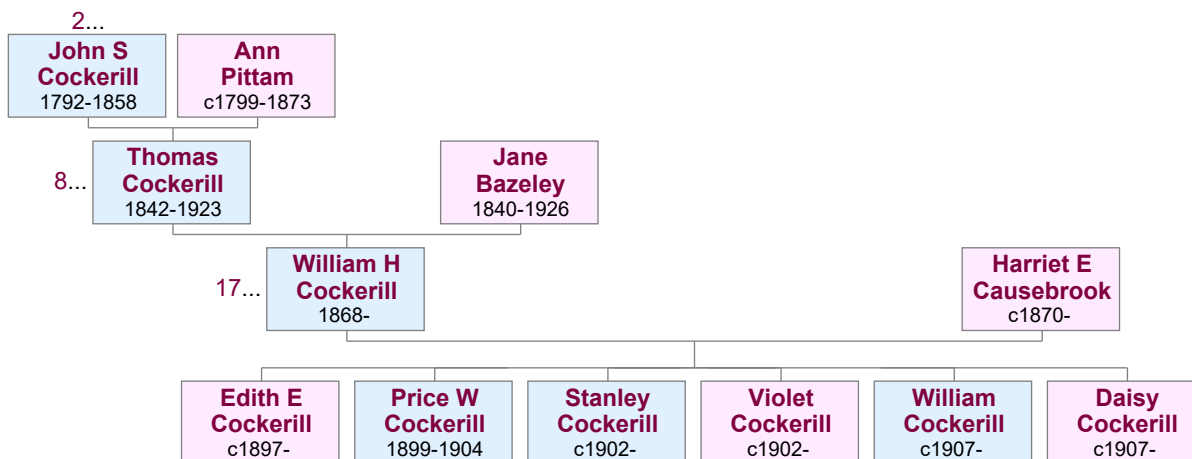 2...
John S
Cockerill
1792-1858
Ann
Pittam
c1799-1873
8...
Thomas
Cockerill
1842-1923
Jane
Bazeley
1840-1926
17...
William H
Cockerill
1868-
Harriet E
Causebrook
c1870-
Edith E
Cockerill
c1897-
Price W
Cockerill
1899-1904
Stanley
Cockerill
c1902-
Violet
Cockerill
c1902-
William
Cockerill
c1907-
Daisy
Cockerill
c1907-